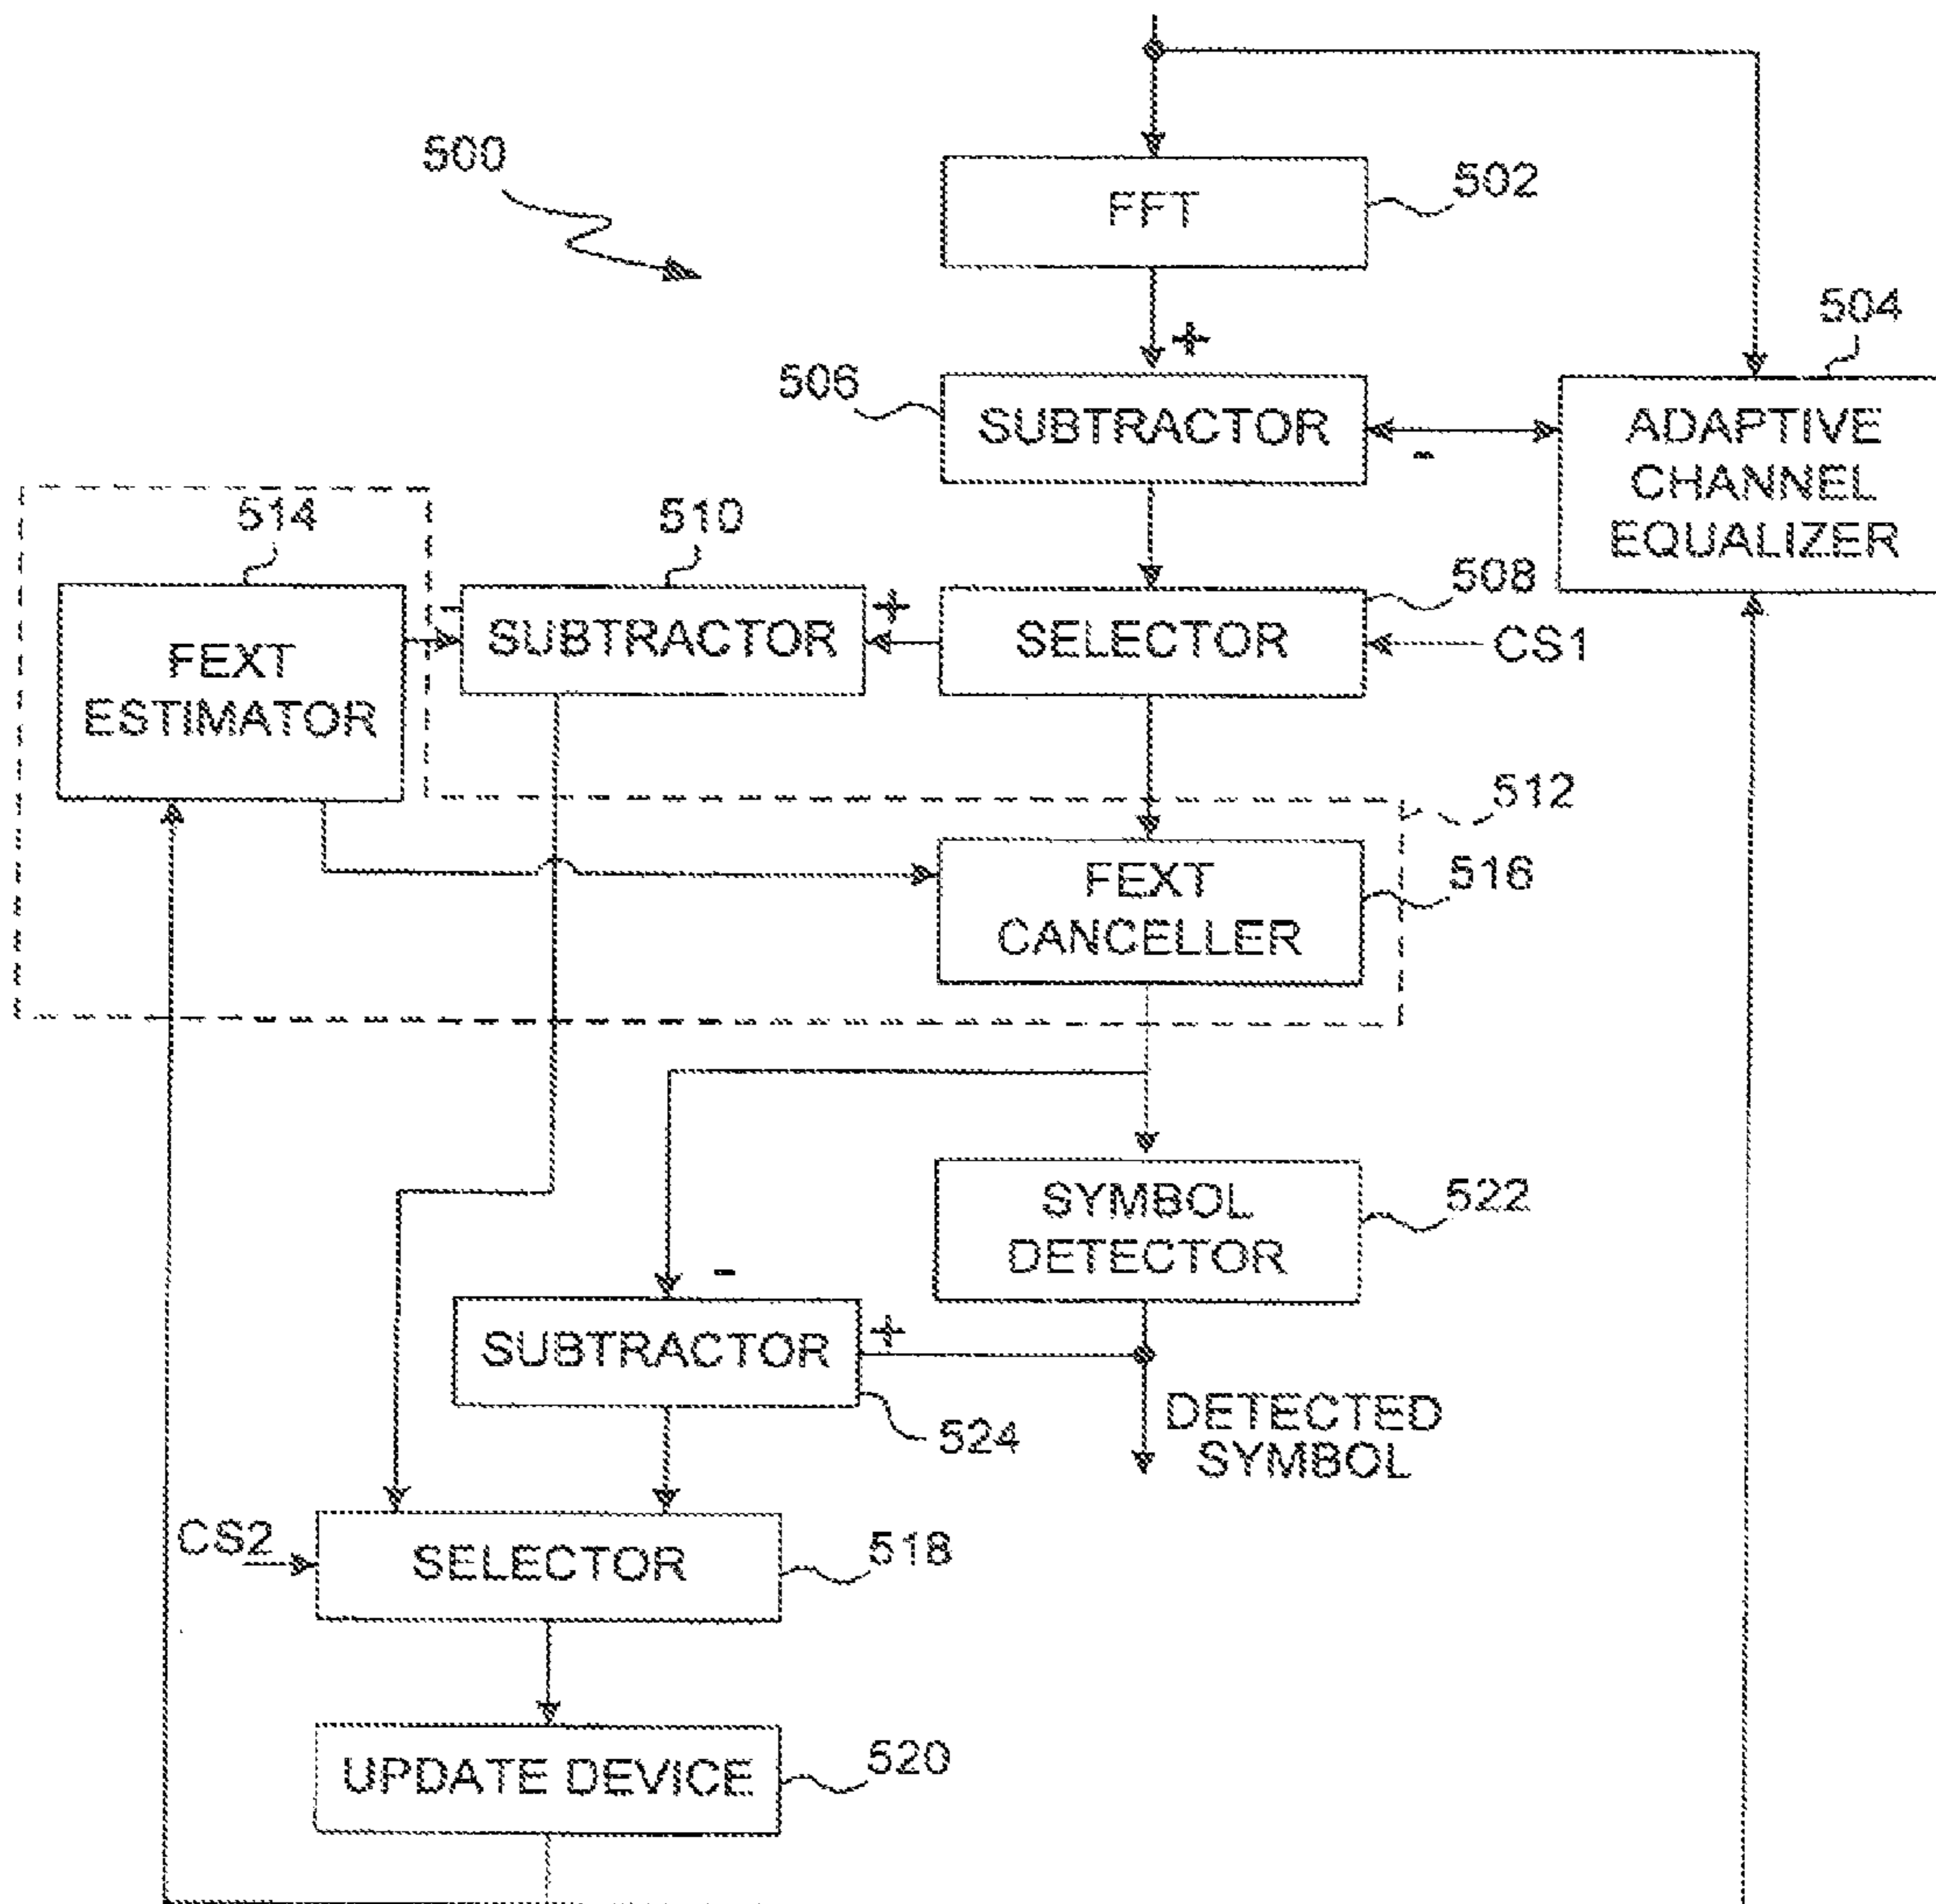 500
FFT
502
+
504
506
SUBTRACTOR
-
ADAPTIVE
CHANNEL
EQUALIZER
514
510
508
FEXT
ESTIMATOR
-
SUBTRACTOR
+
SELECTOR
CS1
512
FEXT
CANCELLER
516
SYMBOL
DETECTOR
522
-
SUBTRACTOR
+
524
DETECTED
SYMBOL
CS2
SELECTOR
518
UPDATE DEVICE
520